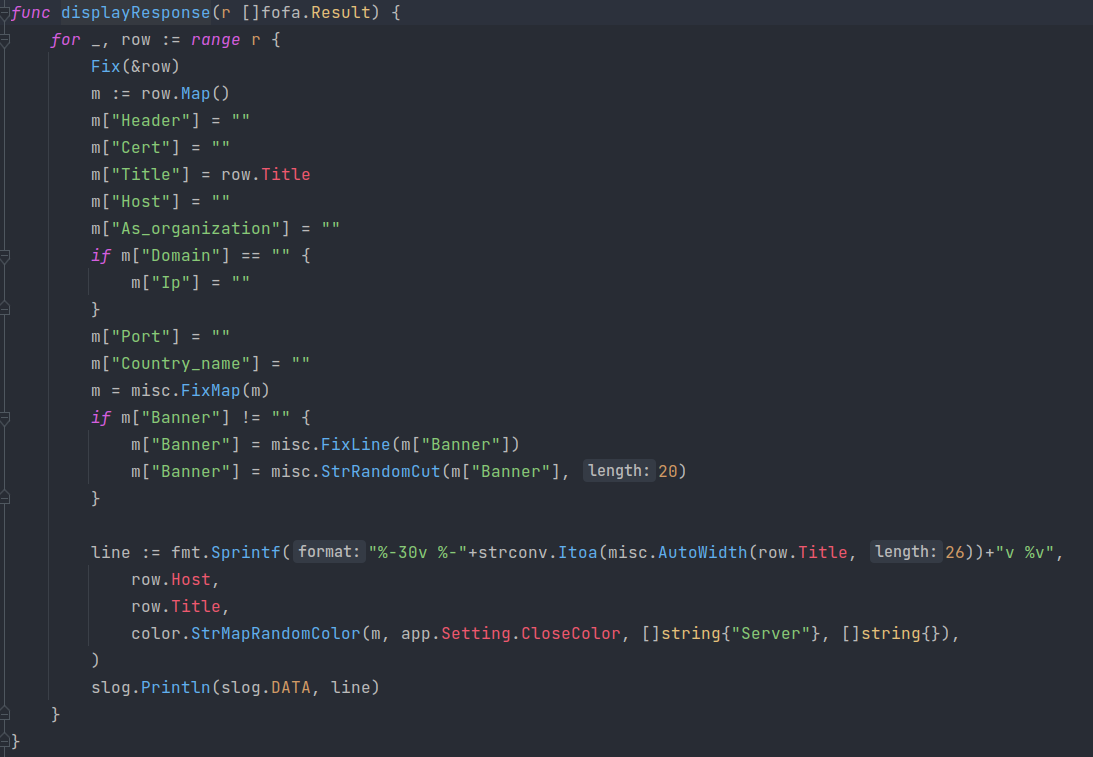 func displayResponse(r []fofa.Result) {
    for _, row := range r {
        Fix(&row)
        m := row.Map()
        m["Header"] = ""
        m["Cert"] = ""
        m["Title"] = row.Title
        m["Host"] = ""
        m["As_organization"] = ""
        if m["Domain"] == "" {
            m["Ip"] = ""
        }
        m["Port"] = ""
        m["Country_name"] = ""
        m = misc.FixMap(m)
        if m["Banner"] != "" {
            m["Banner"] = misc.FixLine(m["Banner"])
            m["Banner"] = misc.StrRandomCut(m["Banner"], length: 20)
        }
        line := fmt.Sprintf( format: "%-30v %-"+strconv.Itoa(misc.AutoWidth(row.Title, length: 26))+"v %v",
            row.Host,
            row.Title,
            color.StrMapRandomColor(m, app.Setting.CloseColor, []string{"Server"}, []string{}),
        )
        slog.Println(slog.DATA, line)
    }
}